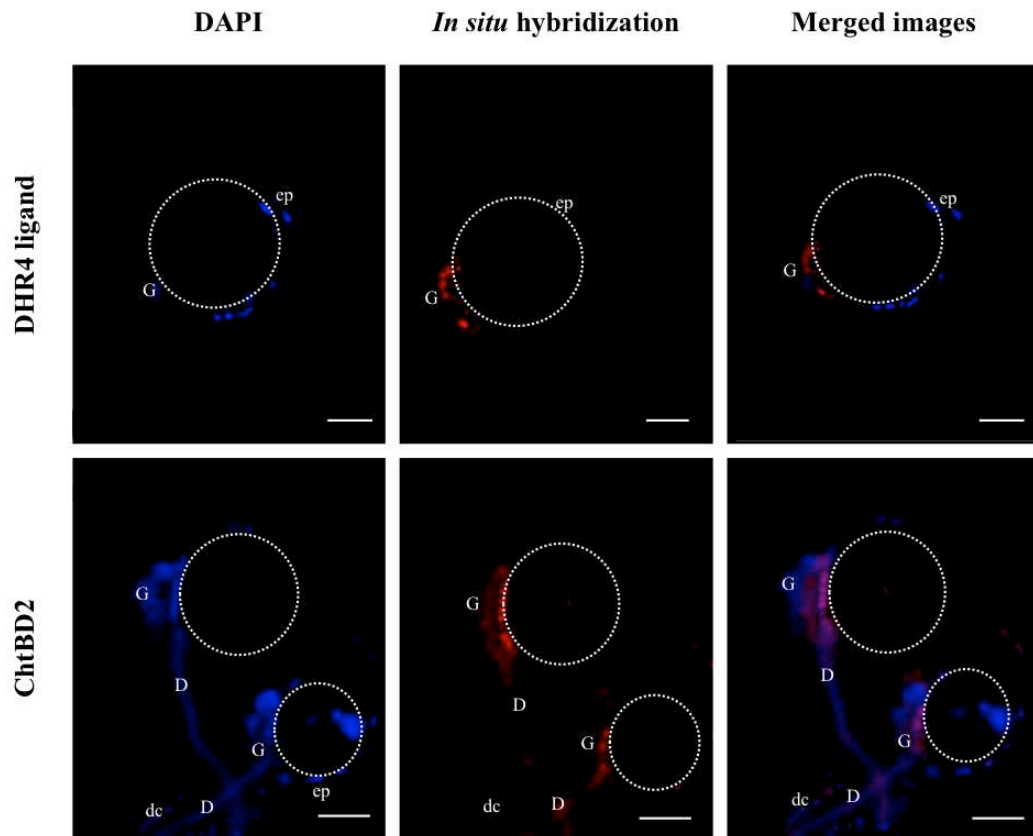 DAPI
In situ hybridization
Merged images
DHR4 ligand
ep
G
ep
G
ep
G
ChtBD2
G
D
G
ep
dc
D
G
D
G
dc
D
G
D
G
dc
D